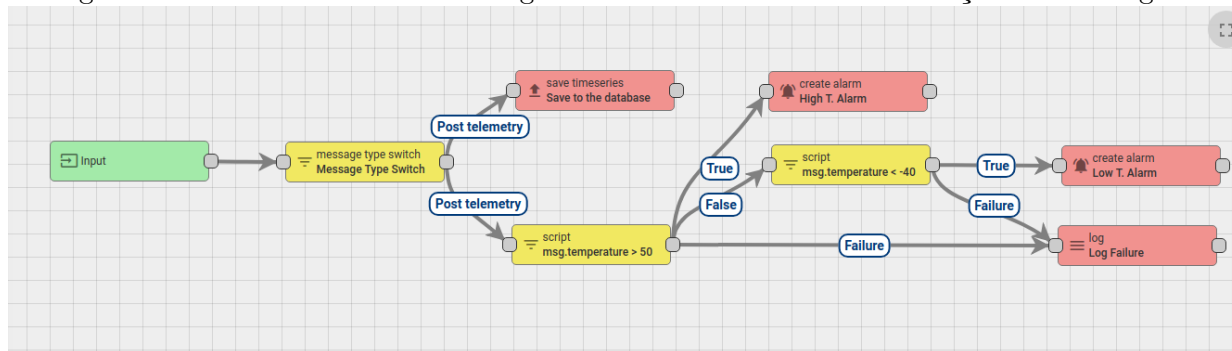 Input
message type switch
Message Type Switch
Post telemetry
save timeseries
Save to the database
Post telemetry
script
msg.temperature > 50
True
False
Failure
create alarm
High T. Alarm
script
msg.temperature < -40
True
Failure
create alarm
Low T. Alarm
log
Log Failure